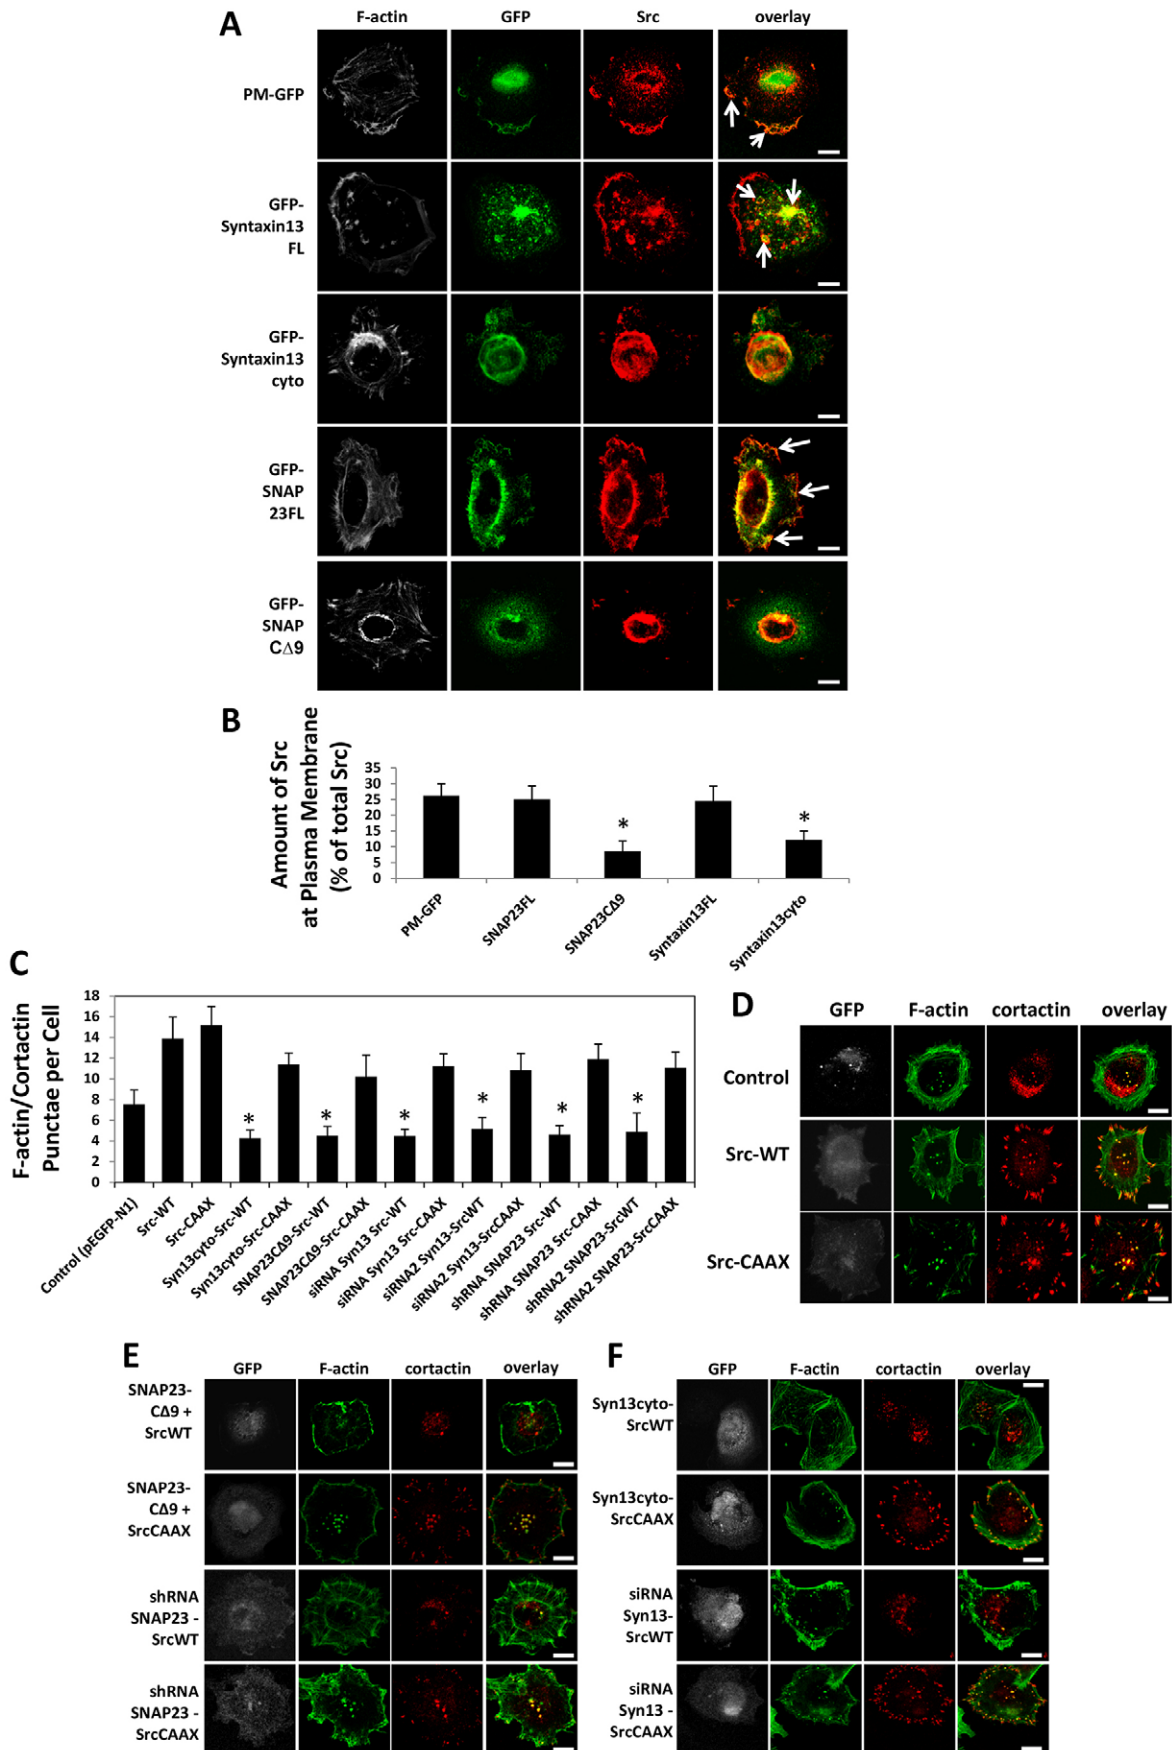 A
F-actin GFP Src overlay
PM-GFP
GFP-
Syntaxin13
FL
GFP-
Syntaxin13
cyto
GFP-
SNAP
23FL
GFP-
SNAP
CΔ9
B
Amount of Src
at Plasma Membrane
(% of total Src)
35
30
25
20
15
10
5
0
* *
PM-GFP
SNAP23FL
SNAP23CΔ9
Syntaxin13FL
Syntaxin13cyto
C
F-actin/Cortactin
Punctae per Cell
18
16
14
12
10
8
6
4
2
0
* * * * * *
Control (pEGFP-N1)
Src-WT
Src-CAAX
Syn13cyto-Src-WT
Syn13cyto-Src-CAAX
SNAP23CΔ9-Src-WT
SNAP23CΔ9-Src-CAAX
siRNA Syn13 Src-WT
siRNA Syn13 Src-CAAX
siRNA2 Syn13-SrcWT
siRNA2 Syn13-SrcCAAX
shRNA SNAP23 Src-WT
shRNA SNAP23 Src-CAAX
shRNA2 SNAP23-SrcWT
shRNA2 SNAP23-SrcCAAX
D
GFP F-actin cortactin overlay
Control
Src-WT
Src-CAAX
E
GFP F-actin cortactin overlay
SNAP23-
CΔ9 +
SrcWT
SNAP23-
CΔ9 +
SrcCAAX
shRNA
SNAP23 -
SrcWT
shRNA
SNAP23 -
SrcCAAX
F
GFP F-actin cortactin overlay
Syn13cyto-
SrcWT
Syn13cyto-
SrcCAAX
siRNA
Syn13-
SrcWT
siRNA
Syn13 -
SrcCAAX